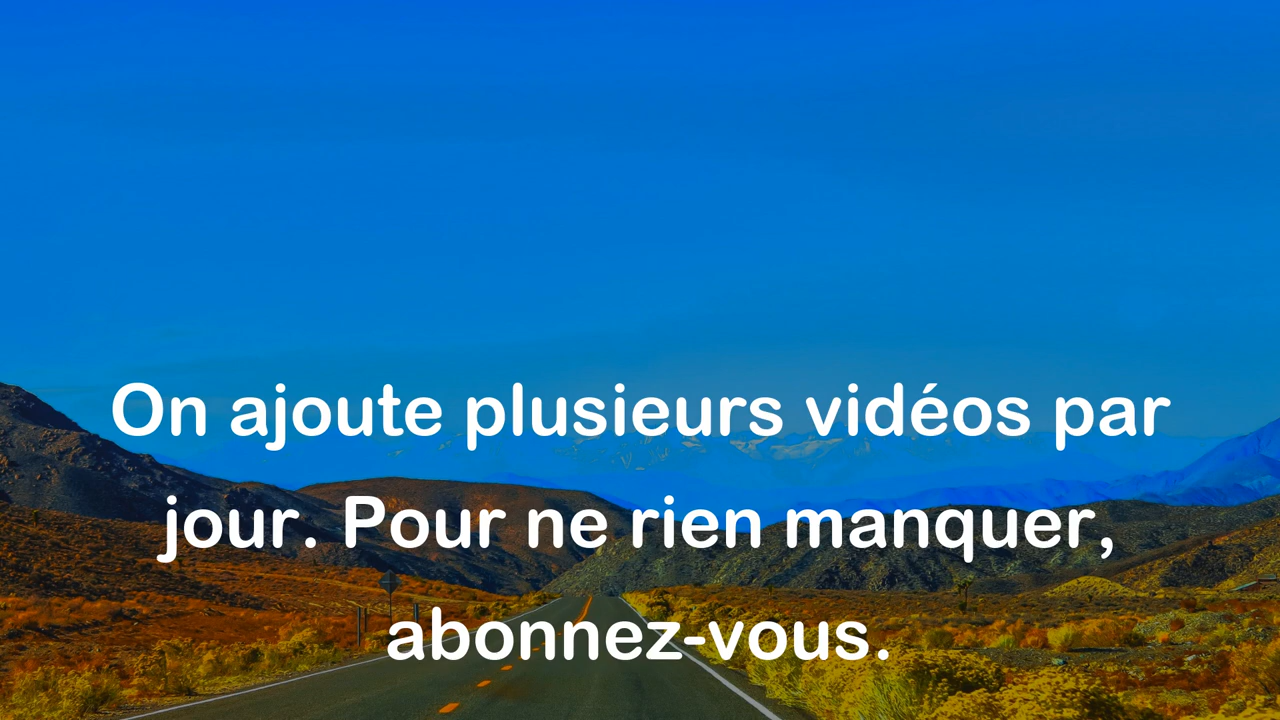 On ajoute plusieurs vidéos par
jour. Pour ne rien manquer,
abonnez-vous.